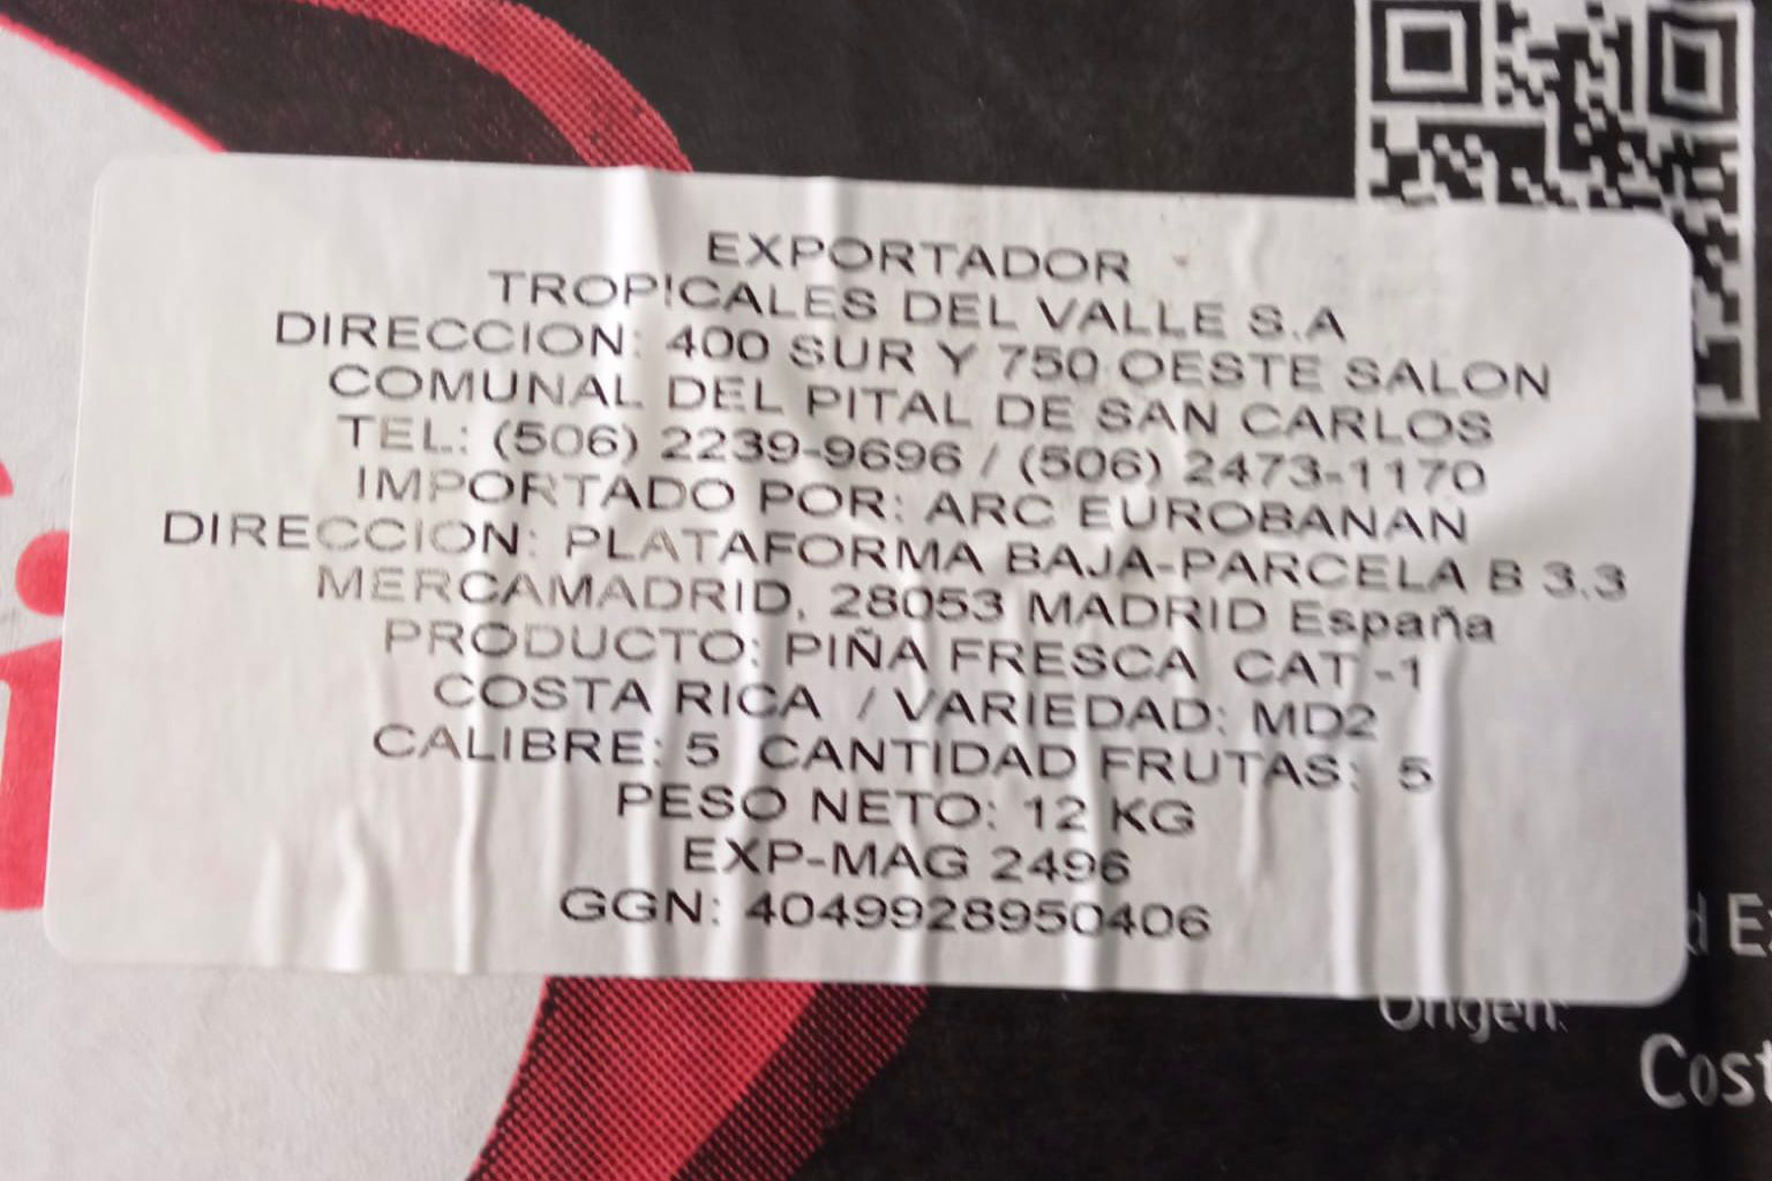 EXPORTADOR
TROPICALES DEL VALLE S.A
DIRECCION: 400 SUR Y 750 OESTE SALON
COMUNAL DEL PITAL DE SAN CARLOS
TEL: (506) 2239-9696 / (506) 2473-1170
IMPORTADO POR: ARC EUROBANAN
DIRECCION: PLATAFORMA BAJA-PARCELA B 3.3
MERCAMADRID, 28053 MADRID España
PRODUCTO: PIÑA FRESCA CAT -1
COSTA RICA / VARIEDAD: MD2
CALIBRE: 5 CANTIDAD FRUTAS: 5
PESO NETO: 12 KG
EXP-MAG 2496
GGN: 4049928950406
Origen:
Cost